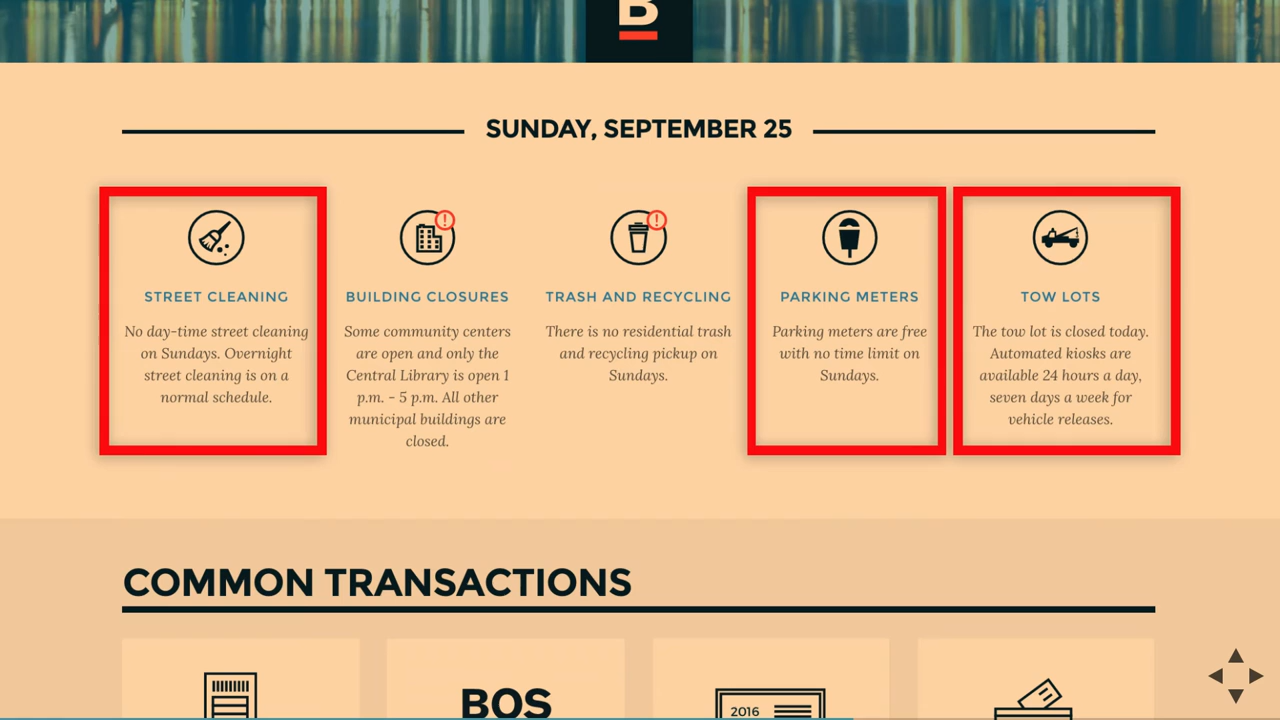 B
SUNDAY, SEPTEMBER 25
STREET CLEANING
No day-time street cleaning
on Sundays. Overnight
street cleaning is on a
normal schedule.
BUILDING CLOSURES
Some community centers
are open and only the
Central Library is open 1
p.m. - 5 p.m. All other
municipal buildings are
closed.
TRASH AND RECYCLING
There is no residential trash
and recycling pickup on
Sundays.
PARKING METERS
Parking meters are free
with no time limit on
Sundays.
TOW LOTS
The tow lot is closed today.
Automated kiosks are
available 24 hours a day,
seven days a week for
vehicle releases.
COMMON TRANSACTIONS
BOS
2016